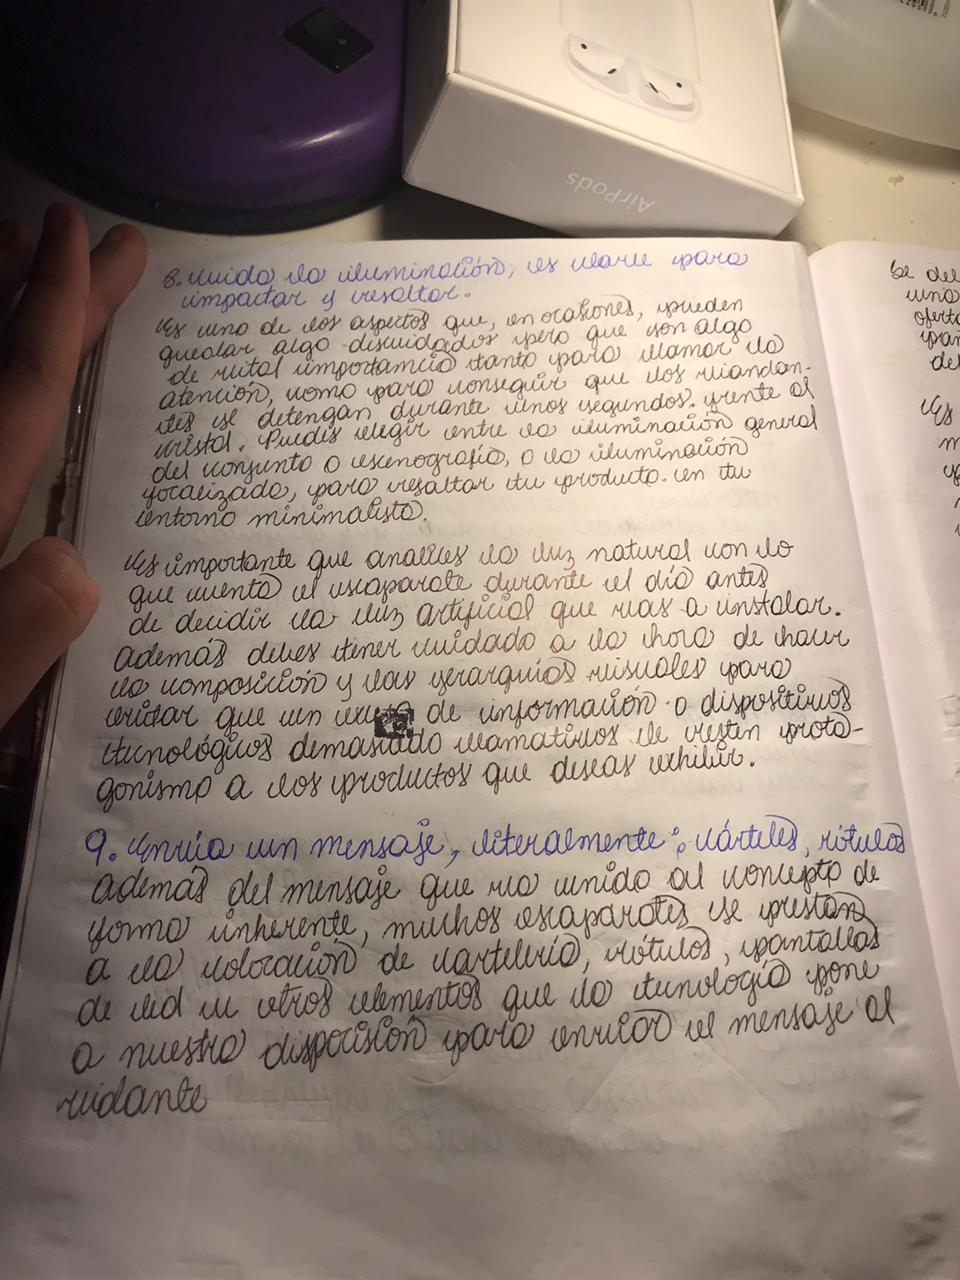 AirPods
8. Cuida la iluminación, es clave para
impactar y resaltar.
Es uno de los aspectos que, en ocasiones, pueden
quedar algo descuidados pero que son algo
de vital importancia tanto para llamar la
atención, como para conseguir que los viandan-
tes se detengan durante unos segundos frente al
cristal. Puedes elegir entre la iluminación general
del conjunto o escenografía, o la iluminación
focalizada, para resaltar tu producto en tu
entorno minimalista.
Es importante que analices la luz natural con la
que cuenta el escaparate durante el día antes
de decidir la luz artificial que vas a instalar.
además debes tener cuidado a la hora de hacer
la composición y las jerarquías visuales para
evitar que un de información o dispositivos
tecnológicos demasiado llamativos le resten prota-
gonismo a los productos que deseas exhibir.
9. Envía un mensaje, literalmente: cárteles, rótulos
además del mensaje que va unido al concepto de
forma inherente, muchos escaparates se prestan
a la colocación de cartelería, rótulos, pantallas
de led u otros elementos que la tecnología pone
a nuestra disposición para enviar el mensaje al
vidante
Se del
una
oferta
del
Es